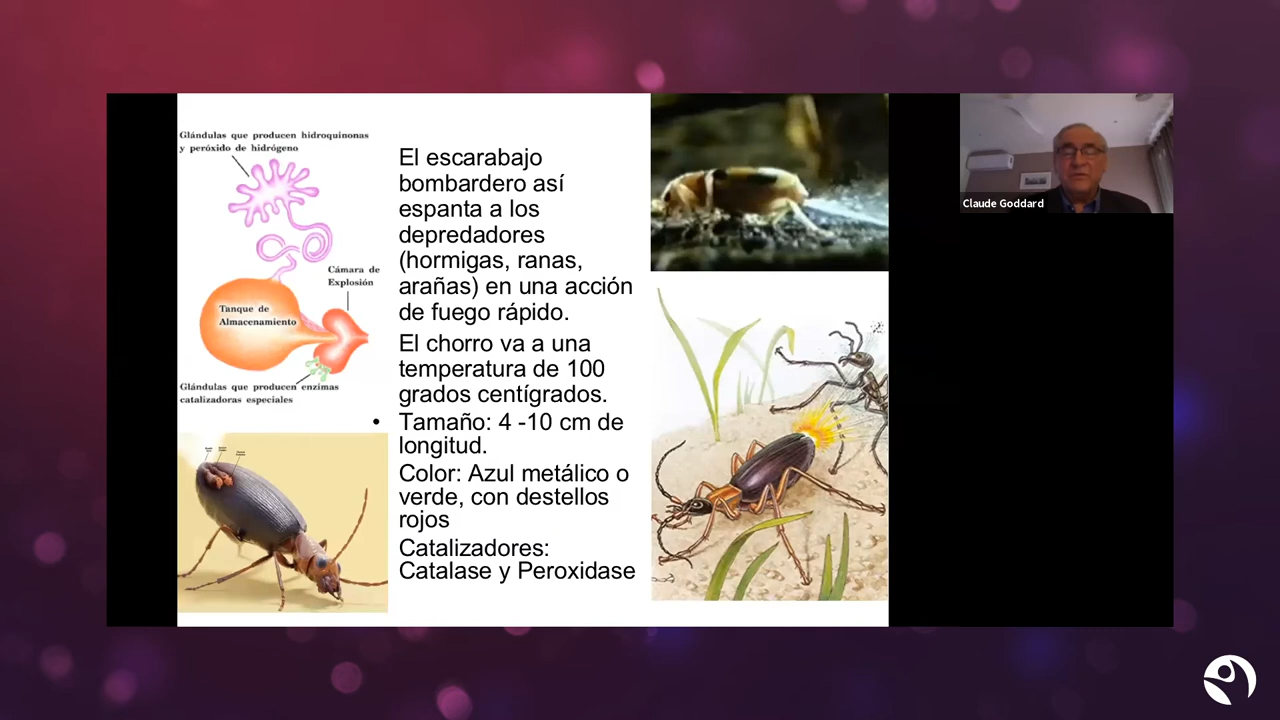 Glándulas que producen hidroquinonas
y peróxido de hidrógeno
Cámara de
Explosión
Tanque de
Almacenamiento
Glándulas que producen enzimas
catalizadoras especiales
El escarabajo
bombardero así
espanta a los
depredadores
(hormigas, ranas,
arañas) en una acción
de fuego rápido.
El chorro va a una
temperatura de 100
grados centígrados.
• Tamaño: 4 -10 cm de
longitud.
Color: Azul metálico o
verde, con destellos
rojos
Catalizadores:
Catalase y Peroxidase
Claude Goddard